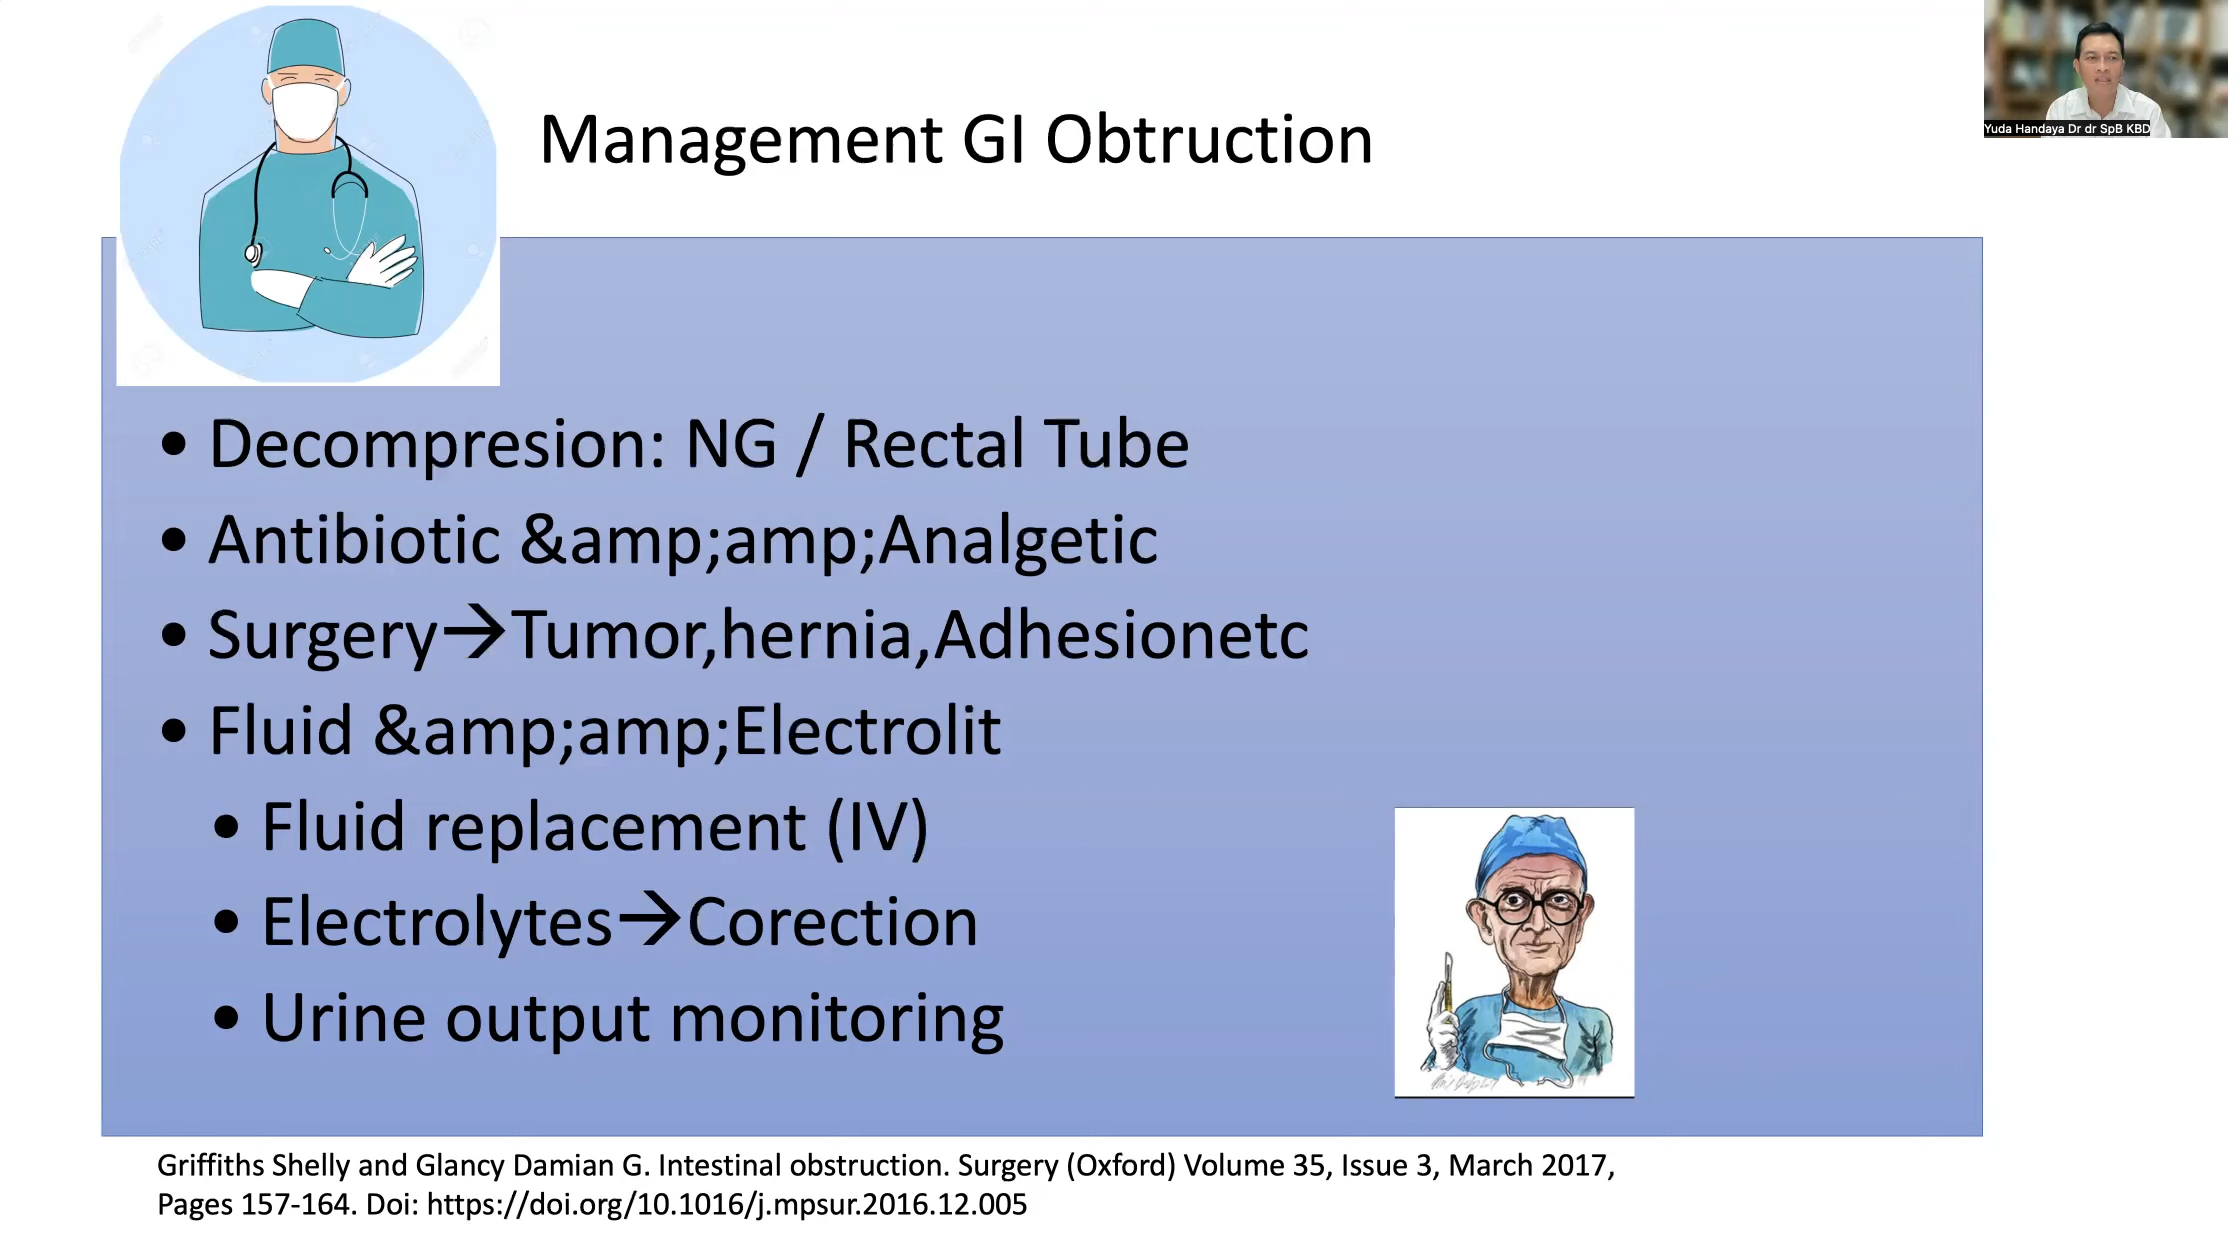 Yuda Handaya Dr dr SpB KBD
Management GI Obtruction
• Decompresion: NG / Rectal Tube
• Antibiotic &amp;amp;Analgetic
• Surgery→Tumor,hernia,Adhesionetc
• Fluid &amp;amp;Electrolit
• Fluid replacement (IV)
• Electrolytes→Corection
• Urine output monitoring
Griffiths Shelly and Glancy Damian G. Intestinal obstruction. Surgery (Oxford) Volume 35, Issue 3, March 2017,
Pages 157-164. Doi: https://doi.org/10.1016/j.mpsur.2016.12.005